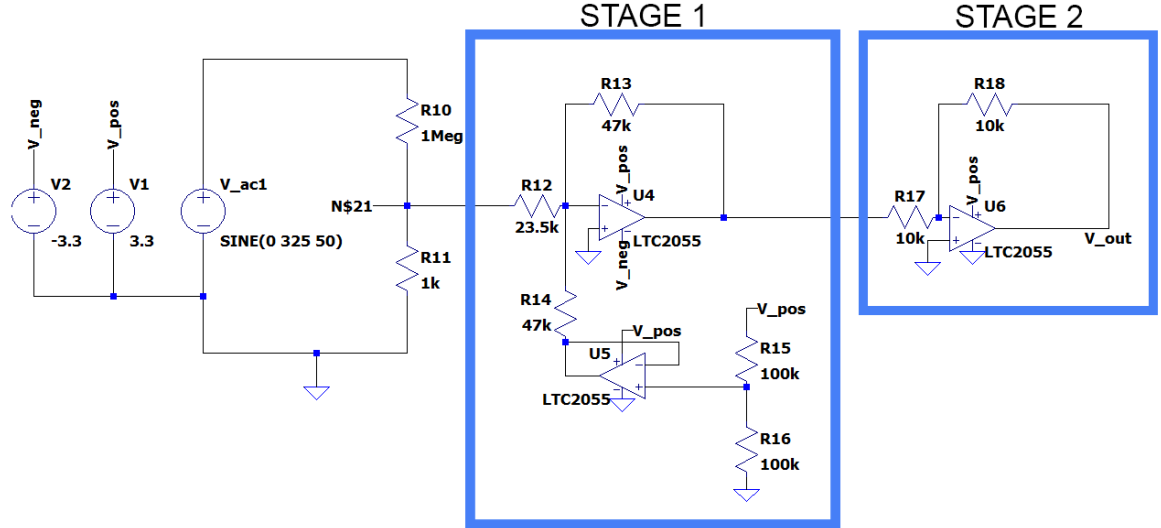 STAGE 1
STAGE 2
V_neg
V2
-3.3
V_pos
V1
3.3
V_ac1
SINE(0 325 50)
R10
1Meg
N$21
R11
1k
R12
23.5k
R13
47k
V_pos
U4
LTC2055
V_neg
R14
47k
V_pos
U5
LTC2055
V_pos
R15
100k
R16
100k
R17
10k
R18
10k
V_pos
U6
LTC2055
V_out